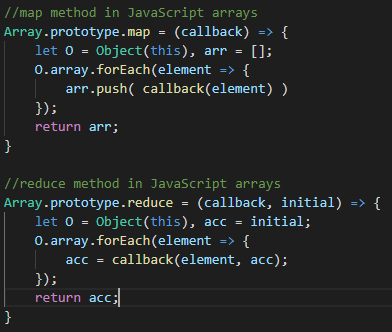 //map method in JavaScript arrays
Array.prototype.map = (callback) => {
    let O = Object(this), arr = [];
    O.array.forEach(element => {
        arr.push( callback(element) )
    });
    return arr;
}

//reduce method in JavaScript arrays
Array.prototype.reduce = (callback, initial) => {
    let O = Object(this), acc = initial;
    O.array.forEach(element => {
        acc = callback(element, acc);
    });
    return acc;
}